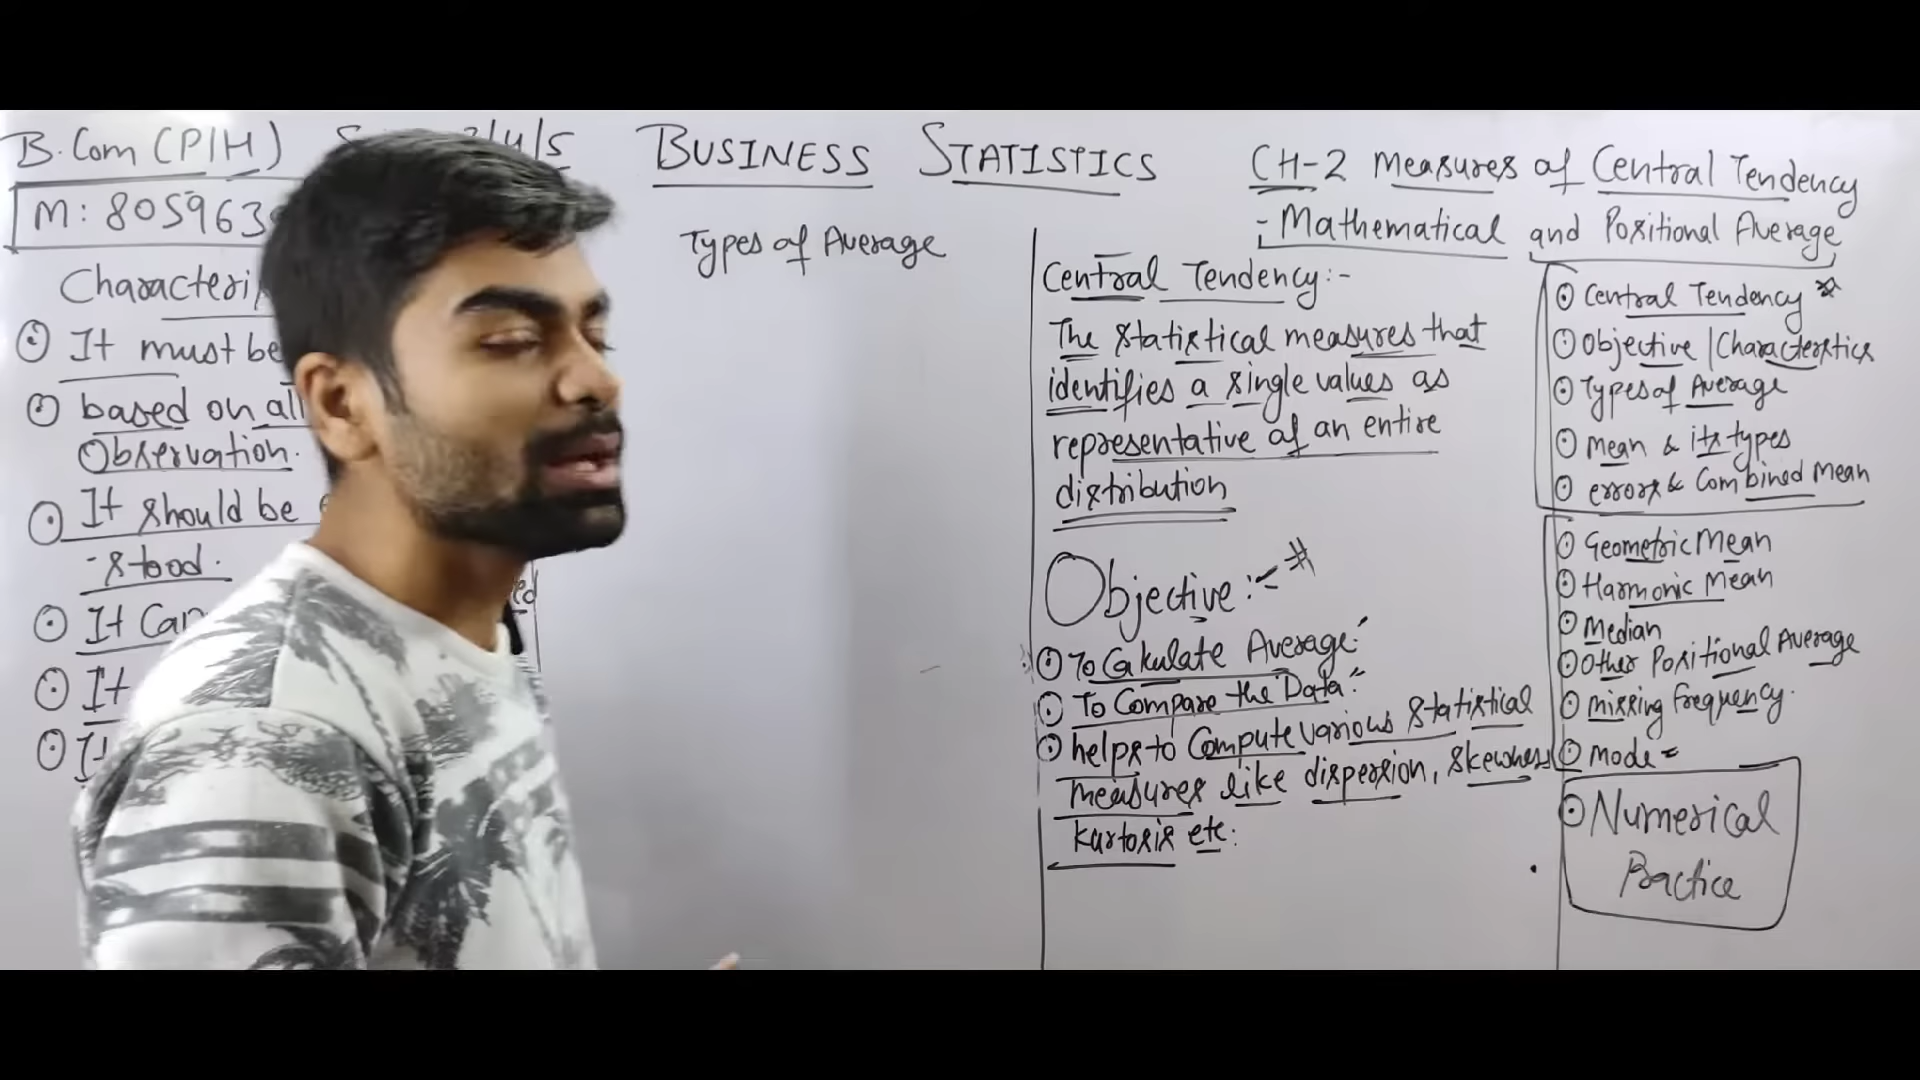 B.Com (P/H)
BUSINESS STATISTICS
CH-2 Measures of Central Tendency
- Mathematical and Positional Average
M: 80596
Types of Average
It must be
based on all
Observation.
It should be
-stood.
It Can
It
Central Tendency:-
The statistical measures that
identifies a single values as
representative of an entire
distribution
Objective :-
To Calculate Average.
To Compare the Data.
helps to Compute various statistical
measures like dispersion, skewness
kurtosis etc.
Central Tendency
Objective / Characterstics
Types of Average
Mean & its types
errors & Combined Mean
Geometric Mean
Harmonic Mean
Median
Other Positional Average
missing frequency.
Mode
Numerical
Practice